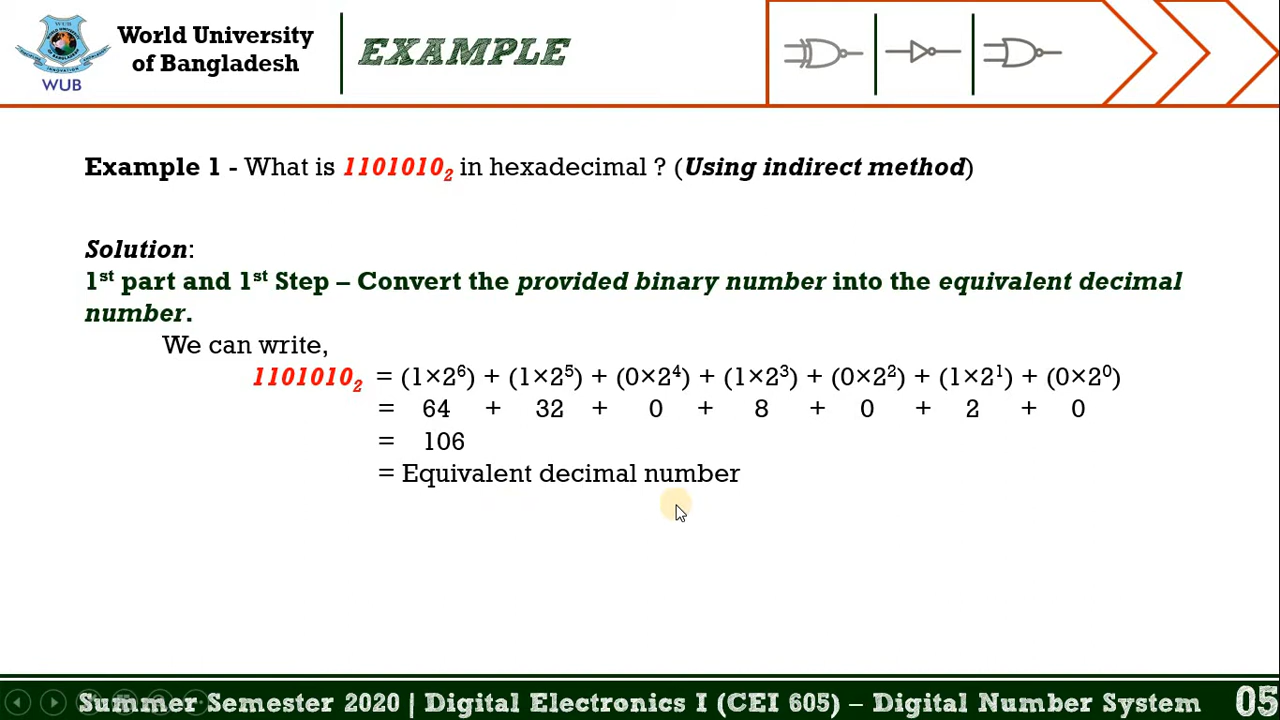 World University
of Bangladesh
WUB
EXAMPLE
Example 1 - What is 1101010₂ in hexadecimal ? (Using indirect method)
Solution:
1ˢᵗ part and 1ˢᵗ Step – Convert the provided binary number into the equivalent decimal
number.
We can write,
1101010₂ = (1×2⁶) + (1×2⁵) + (0×2⁴) + (1×2³) + (0×2²) + (1×2¹) + (0×2⁰)
= 64 + 32 + 0 + 8 + 0 + 2 + 0
= 106
= Equivalent decimal number
Summer Semester 2020 | Digital Electronics I (CEI 605) – Digital Number System 05